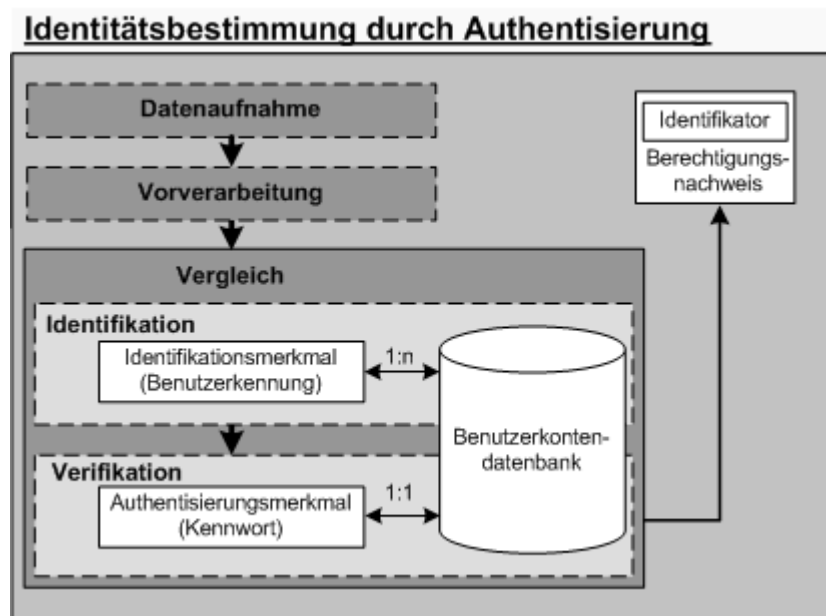 Identitätsbestimmung durch Authentisierung
Datenaufnahme
Vorverarbeitung
Identifikator
Berechtigungs-
nachweis
Vergleich
Identifikation
Identifikationsmerkmal
(Benutzerkennung)
1:n
Benutzerkonten-
datenbank
Verifikation
Authentisierungsmerkmal
(Kennwort)
1:1